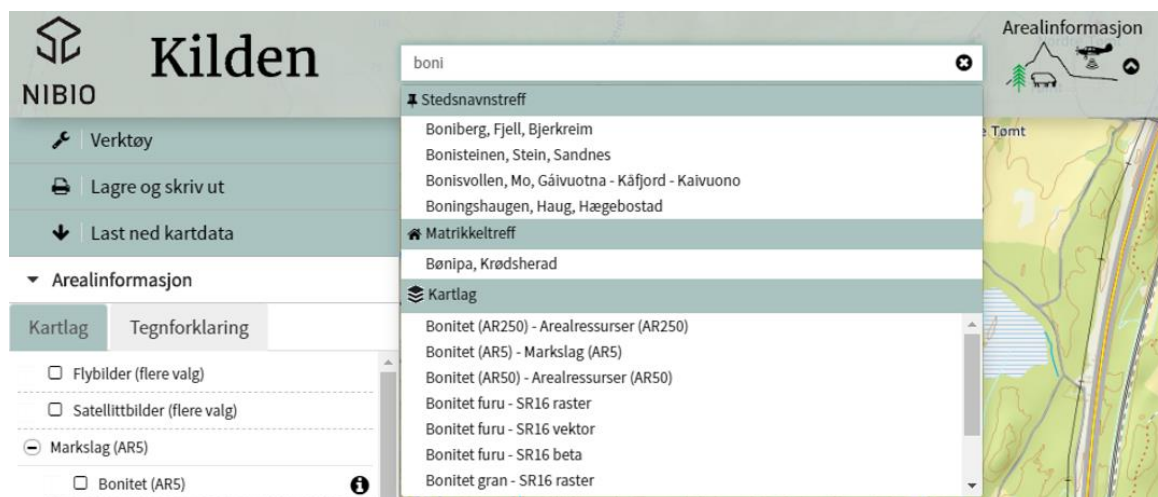 NIBIO
Kilden
boni
Arealinformasjon
Verktøy
Lagre og skriv ut
Last ned kartdata
Arealinformasjon
Kartlag
Tegnforklaring
Flybilder (flere valg)
Satellittbilder (flere valg)
Markslag (AR5)
Bonitet (AR5)
Stedsnavnstreff
Boniberg, Fjell, Bjerkreim
Bonisteinen, Stein, Sandnes
Bonisvollen, Mo, Gáivuotna - Kåfjord - Kaivuono
Boningshaugen, Haug, Hægebostad
Matrikkeltreff
Bønipa, Krødsherad
Kartlag
Bonitet (AR250) - Arealressurser (AR250)
Bonitet (AR5) - Markslag (AR5)
Bonitet (AR50) - Arealressurser (AR50)
Bonitet furu - SR16 raster
Bonitet furu - SR16 vektor
Bonitet furu - SR16 beta
Bonitet gran - SR16 raster
Tømt